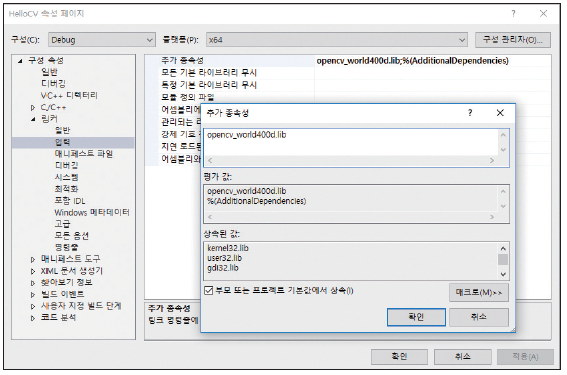 HelloCV 속성 페이지
? ×
구성(C): Debug
플랫폼(P): x64
구성 관리자(O)...
구성 속성
일반
디버깅
VC++ 디렉터리
C/C++
링커
일반
입력
매니페스트 파일
디버깅
시스템
최적화
포함 IDL
Windows 메타데이터
고급
모든 옵션
명령줄
매니페스트 도구
XML 문서 생성기
찾아보기 정보
빌드 이벤트
사용자 지정 빌드 단계
코드 분석
추가 종속성 opencv_world400d.lib;%(AdditionalDependencies)
모든 기본 라이브러리 무시
특정 기본 라이브러리 무시
모듈 정의 파일
어셈블리에
관리되는 리
강제 기호
지연 로드된
어셈블리와
추가 종속성
링크 명령줄에
추가 종속성
? ×
opencv_world400d.lib
평가 값:
opencv_world400d.lib
%(AdditionalDependencies)
상속된 값:
kernel32.lib
user32.lib
gdi32.lib
부모 또는 프로젝트 기본값에서 상속(I)
매크로(M)>>
확인 취소
확인 취소 적용(A)